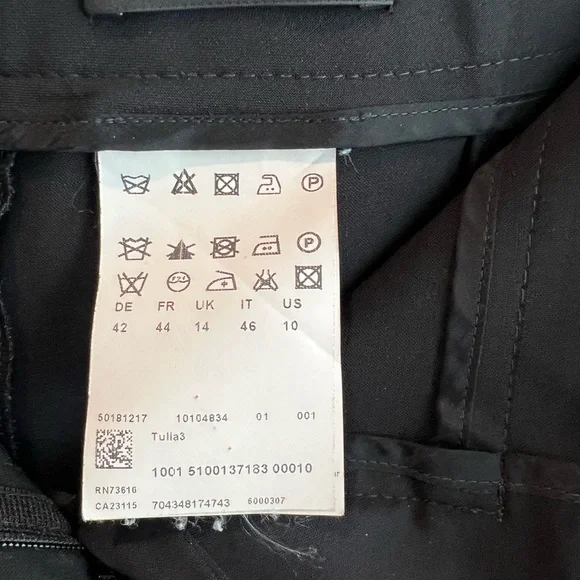 P
P
DE FR UK IT US
42 44 14 46 10
50181217 10104834 01 001
Tulia3
1001 5100137183 00010
RN73616
CA23115 704348174743 6000307